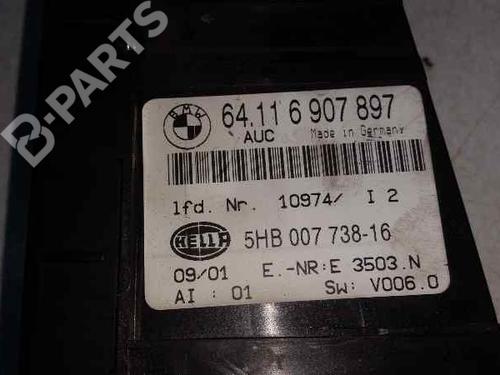 B-PARTS
BMW
64.11 6 907 897
AUC Made in Germany
lfd. Nr. 10974/ I 2
HELLA
5HB 007 738-16
09/01 E.-NR:E 3503.N
AI : 01 SW: V006.0